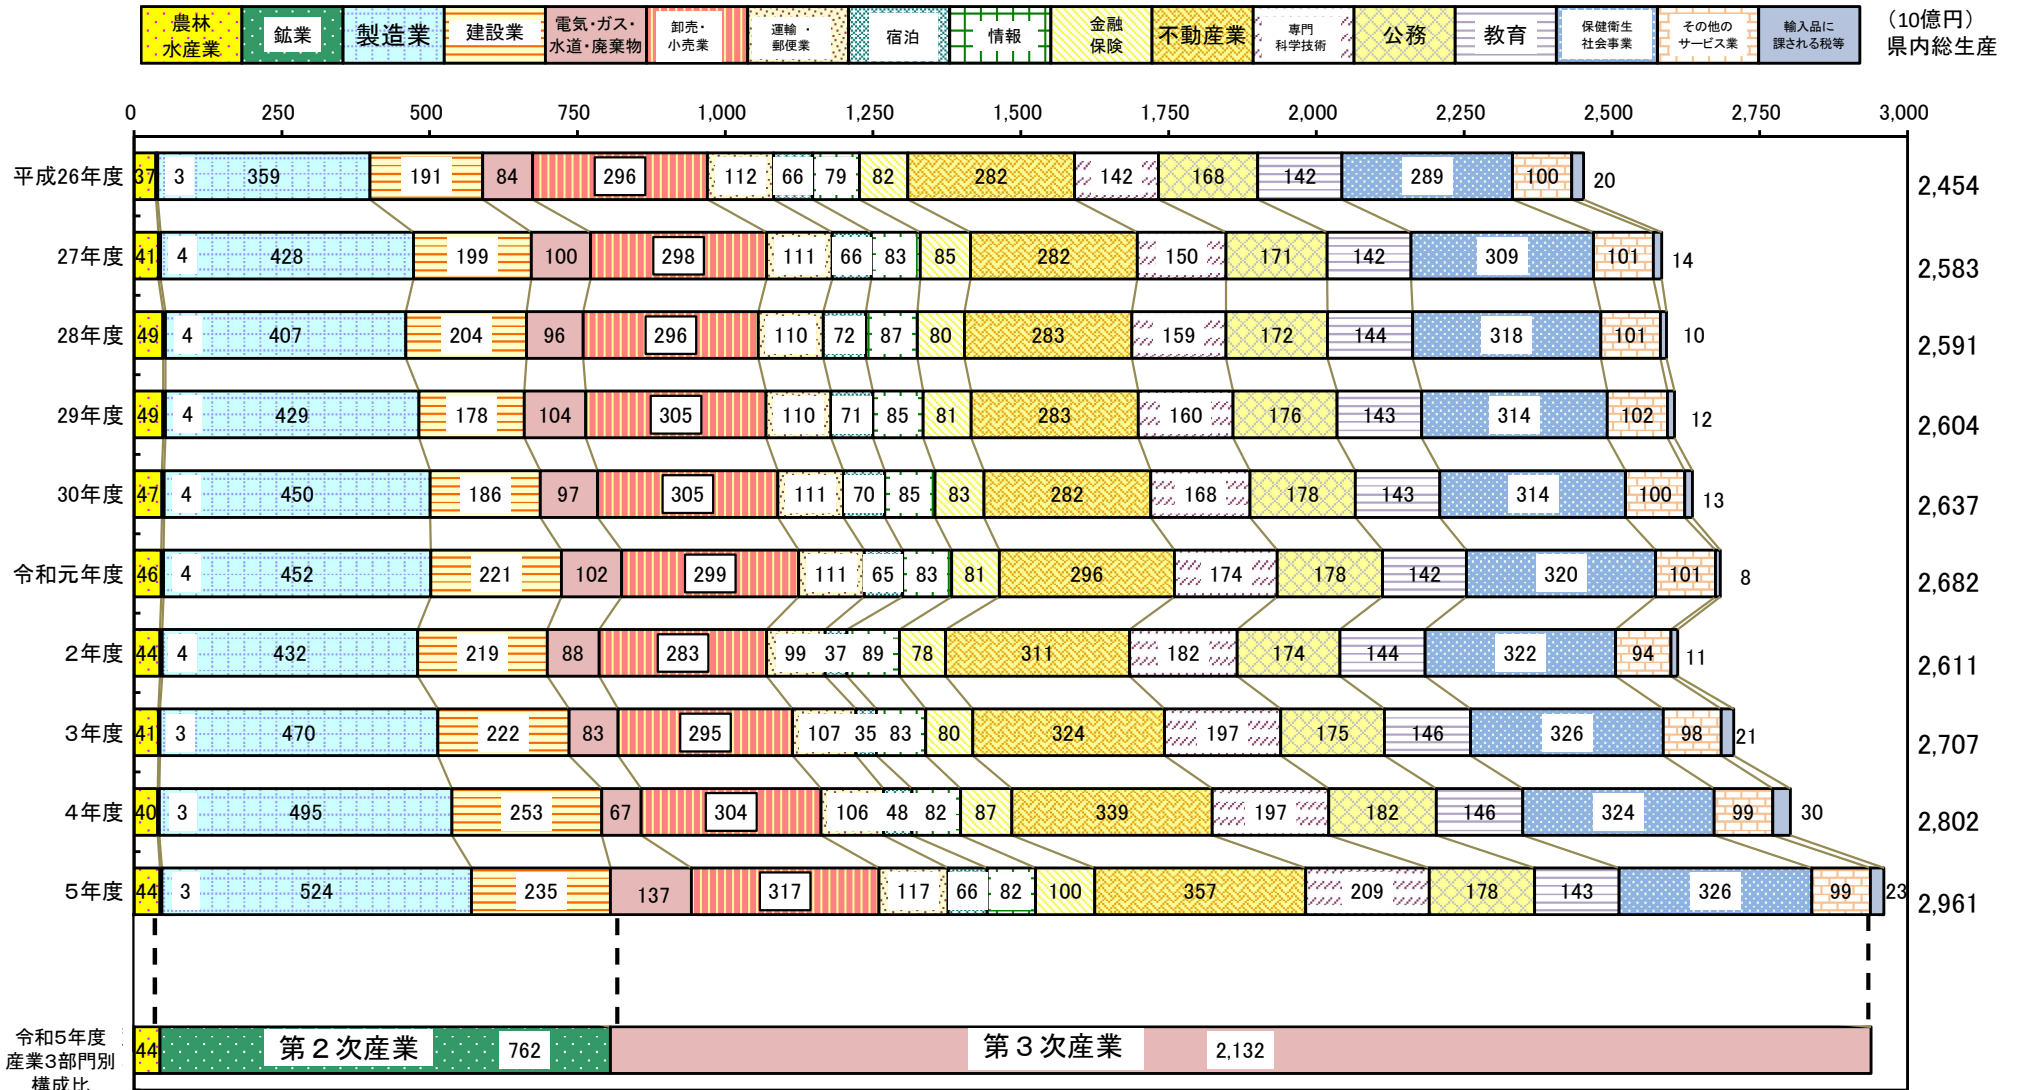 農林
水産業
鉱業
製造業
建設業
電気・ガス・
水道・廃棄物
卸売・
小売業
運輸・
郵便業
宿泊
情報
金融
保険
不動産業
専門
科学技術
公務
教育
保健衛生
社会事業
その他の
サービス業
輸入品に
課される税等
（10億円）
県内総生産
0 250 500 750 1,000 1,250 1,500 1,750 2,000 2,250 2,500 2,750 3,000
平成26年度 37 3 359 191 84 296 112 66 79 82 282 142 168 142 289 100 20 2,454
27年度 41 4 428 199 100 298 111 66 83 85 282 150 171 142 309 101 14 2,583
28年度 49 4 407 204 96 296 110 72 87 80 283 159 172 144 318 101 10 2,591
29年度 49 4 429 178 104 305 110 71 85 81 283 160 176 143 314 102 12 2,604
30年度 47 4 450 186 97 305 111 70 85 83 282 168 178 143 314 100 13 2,637
令和元年度 46 4 452 221 102 299 111 65 83 81 296 174 178 142 320 101 8 2,682
２年度 44 4 432 219 88 283 99 37 89 78 311 182 174 144 322 94 11 2,611
３年度 41 3 470 222 83 295 107 35 83 80 324 197 175 146 326 98 21 2,707
４年度 40 3 495 253 67 304 106 48 82 87 339 197 182 146 324 99 30 2,802
５年度 44 3 524 235 137 317 117 66 82 100 357 209 178 143 326 99 23 2,961
令和５年度
産業３部門別
構成比
44 第２次産業 762 第３次産業 2,132